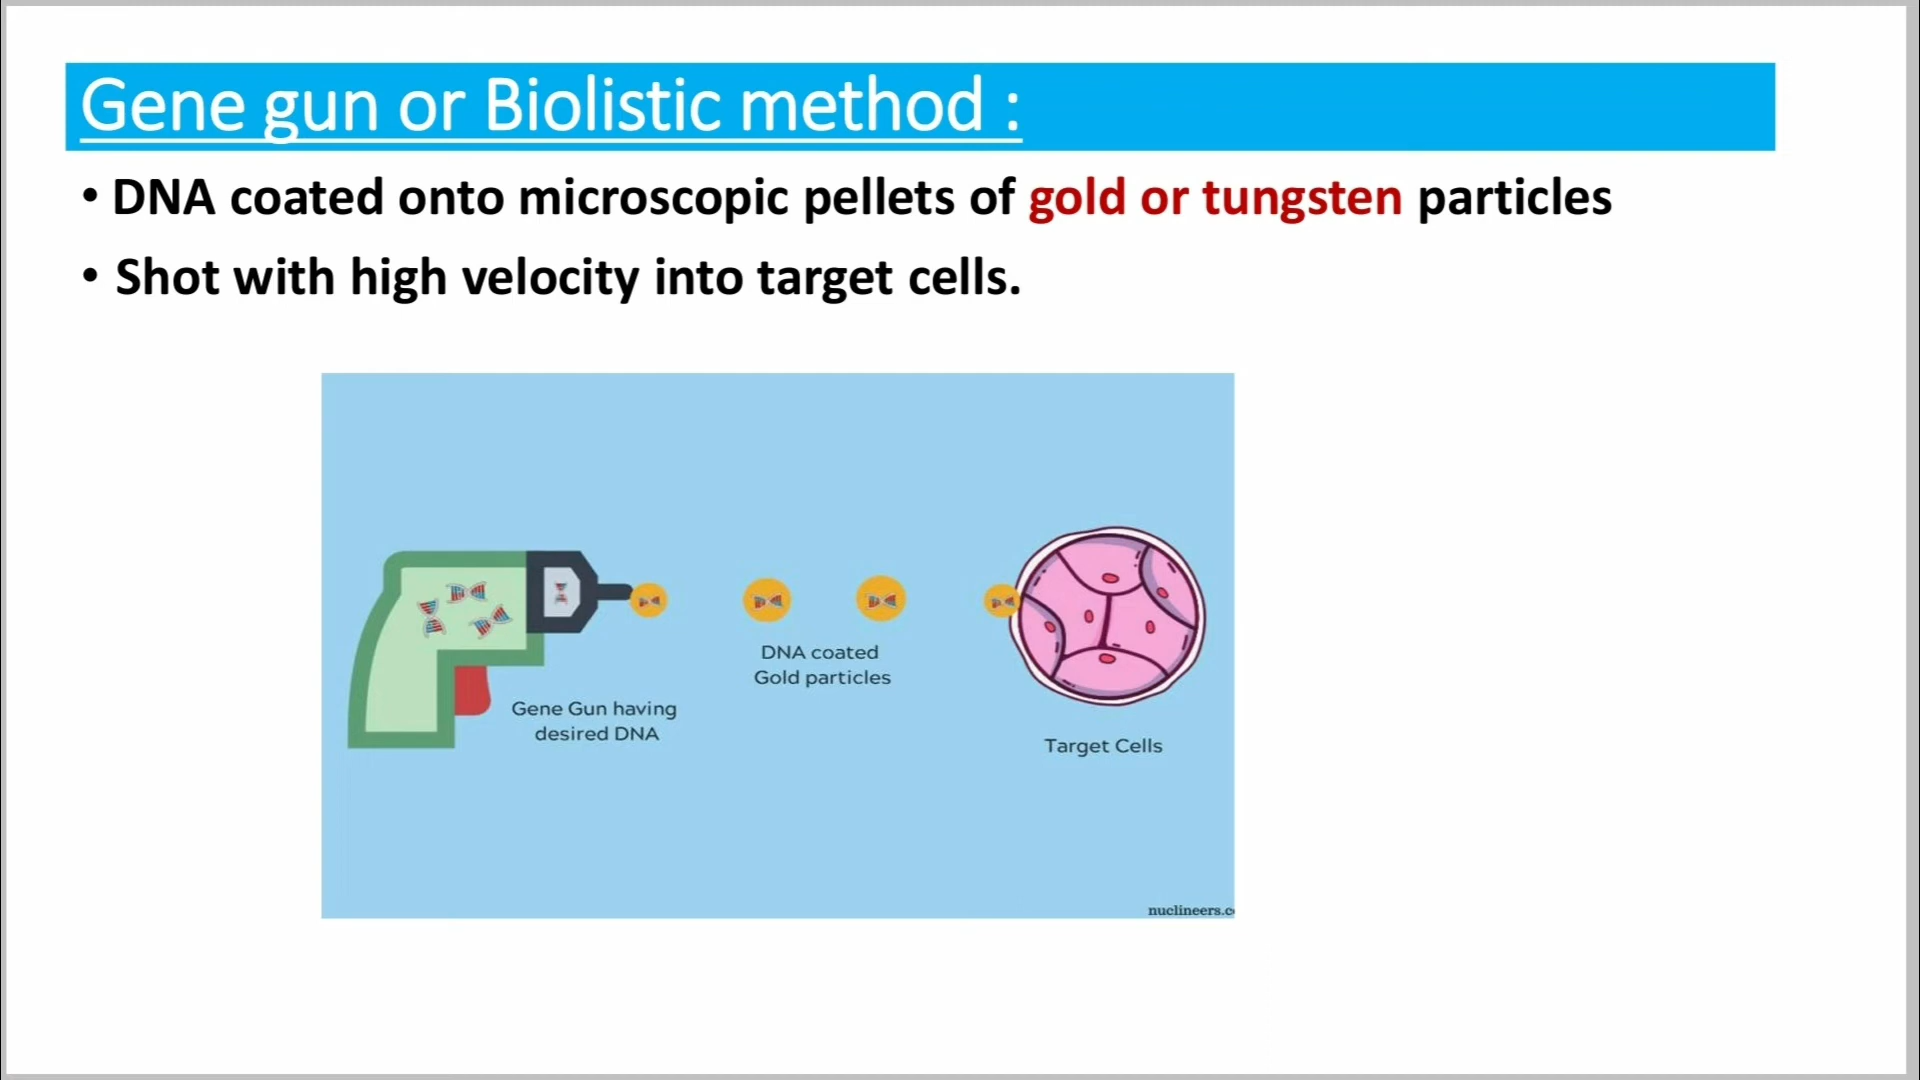 Gene gun or Biolistic method :
• DNA coated onto microscopic pellets of gold or tungsten particles
• Shot with high velocity into target cells.
DNA coated
Gold particles
Gene Gun having
desired DNA
Target Cells
nuclineers.c